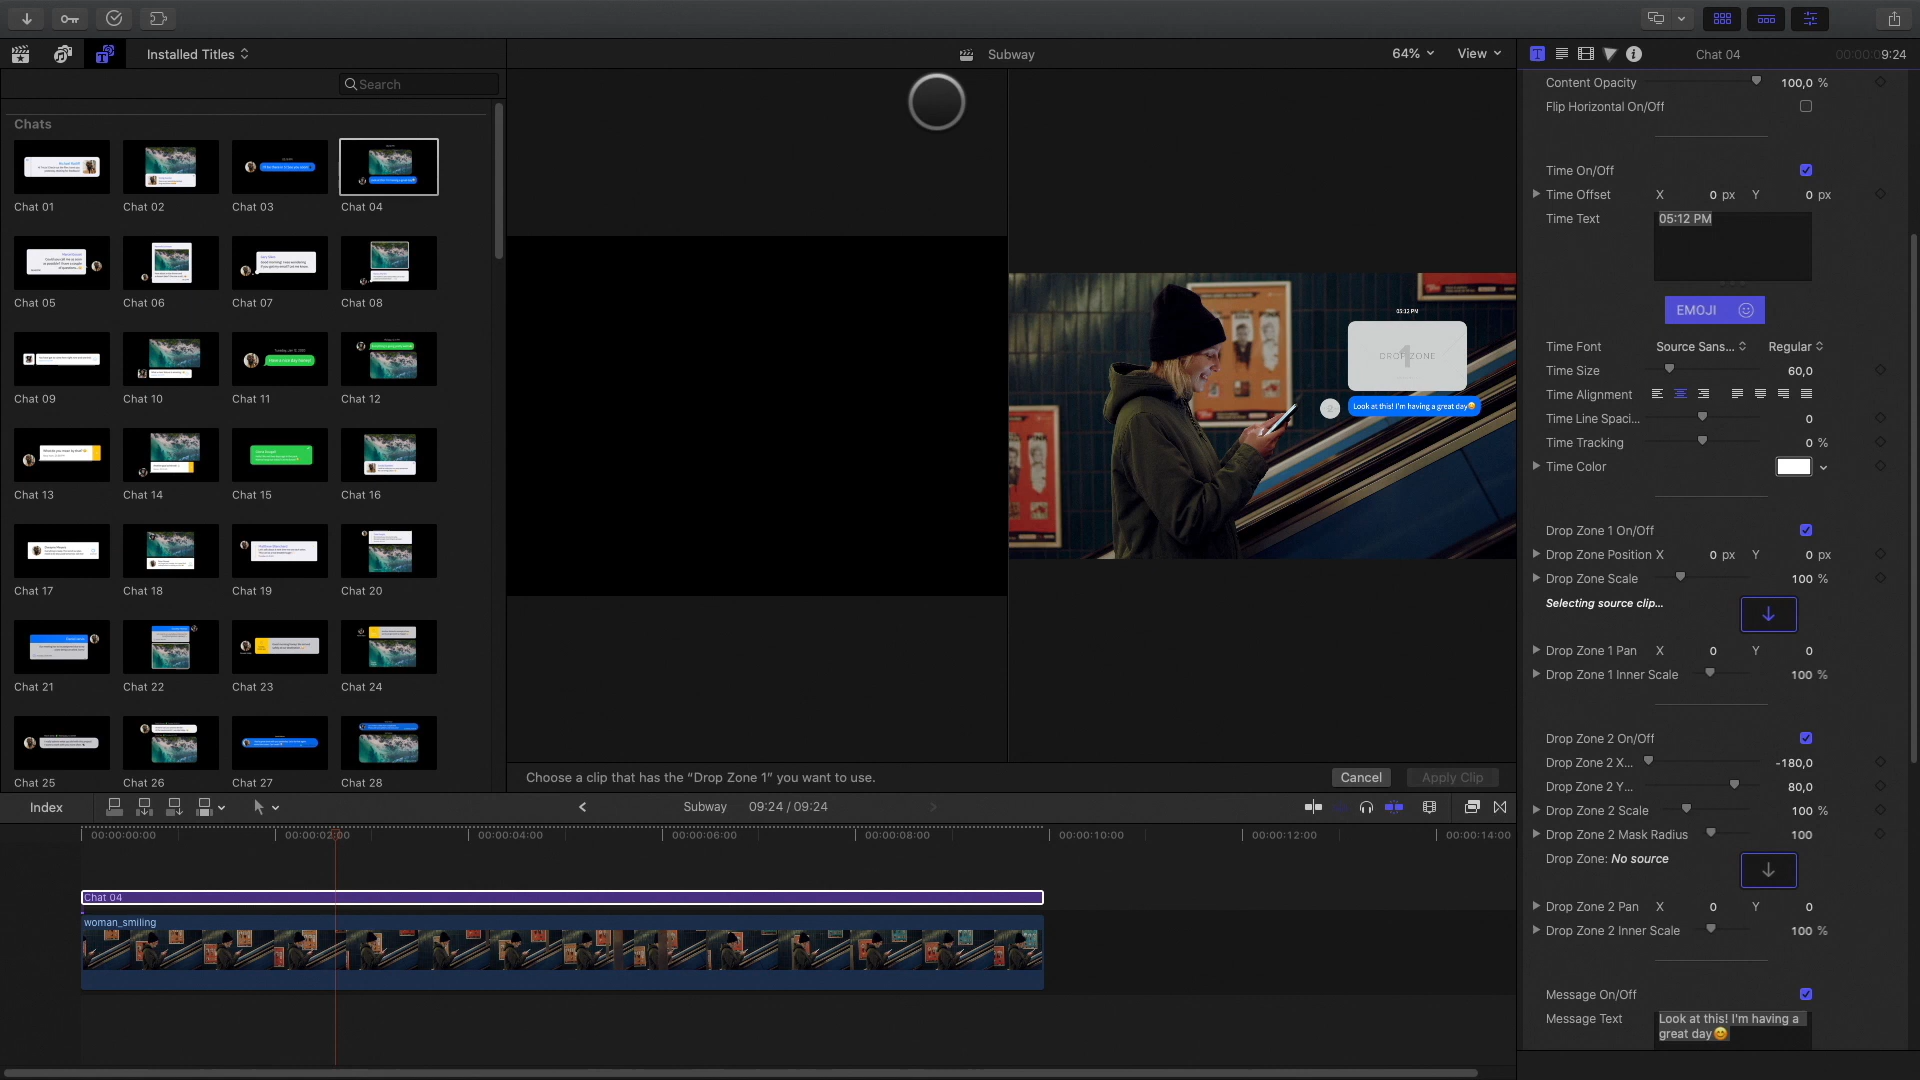 Installed Titles
Subway
64%
View
Chat 04
9:24
Search
Content Opacity 100,0 %
Flip Horizontal On/Off
Chats
Chat 01 Chat 02 Chat 03 Chat 04
Time On/Off
Time Offset X 0 px Y 0 px
Time Text 05:12 PM
Chat 05 Chat 06 Chat 07 Chat 08
EMOJI
05:12 PM
DROP ZONE
1
Look at this! I'm having a great day😊
Time Font Source Sans... Regular
Time Size 60,0
Time Alignment
Time Line Spaci... 0
Time Tracking 0 %
Time Color
Chat 09 Chat 10 Chat 11 Chat 12
Chat 13 Chat 14 Chat 15 Chat 16
Drop Zone 1 On/Off
Drop Zone Position X 0 px Y 0 px
Drop Zone Scale 100 %
Selecting source clip...
Chat 17 Chat 18 Chat 19 Chat 20
Drop Zone 1 Pan X 0 Y 0
Drop Zone 1 Inner Scale 100 %
Chat 21 Chat 22 Chat 23 Chat 24
Drop Zone 2 On/Off
Drop Zone 2 X... -180,0
Drop Zone 2 Y... 80,0
Drop Zone 2 Scale 100 %
Drop Zone 2 Mask Radius 100
Drop Zone: No source
Chat 25 Chat 26 Chat 27 Chat 28
Choose a clip that has the “Drop Zone 1” you want to use.
Cancel
Apply Clip
Index
Subway 09:24 / 09:24
00:00:00:00 00:00:02:00 00:00:04:00 00:00:06:00 00:00:08:00 00:00:10:00 00:00:12:00 00:00:14:00
Chat 04
woman_smiling
Drop Zone 2 Pan X 0 Y 0
Drop Zone 2 Inner Scale 100 %
Message On/Off
Message Text Look at this! I'm having a
great day😊